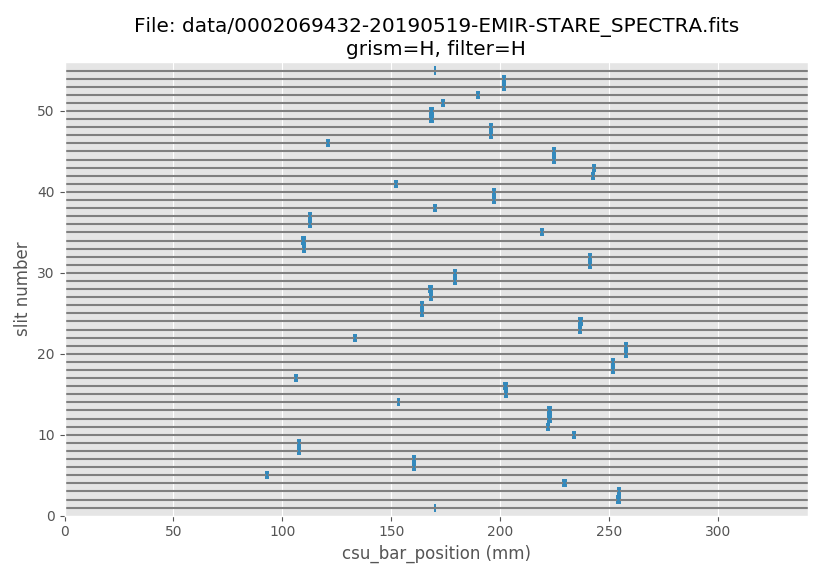 File: data/0002069432-20190519-EMIR-STARE_SPECTRA.fits
grism=H, filter=H
50
40
30
20
10
0
slit number
0 50 100 150 200 250 300
csu_bar_position (mm)